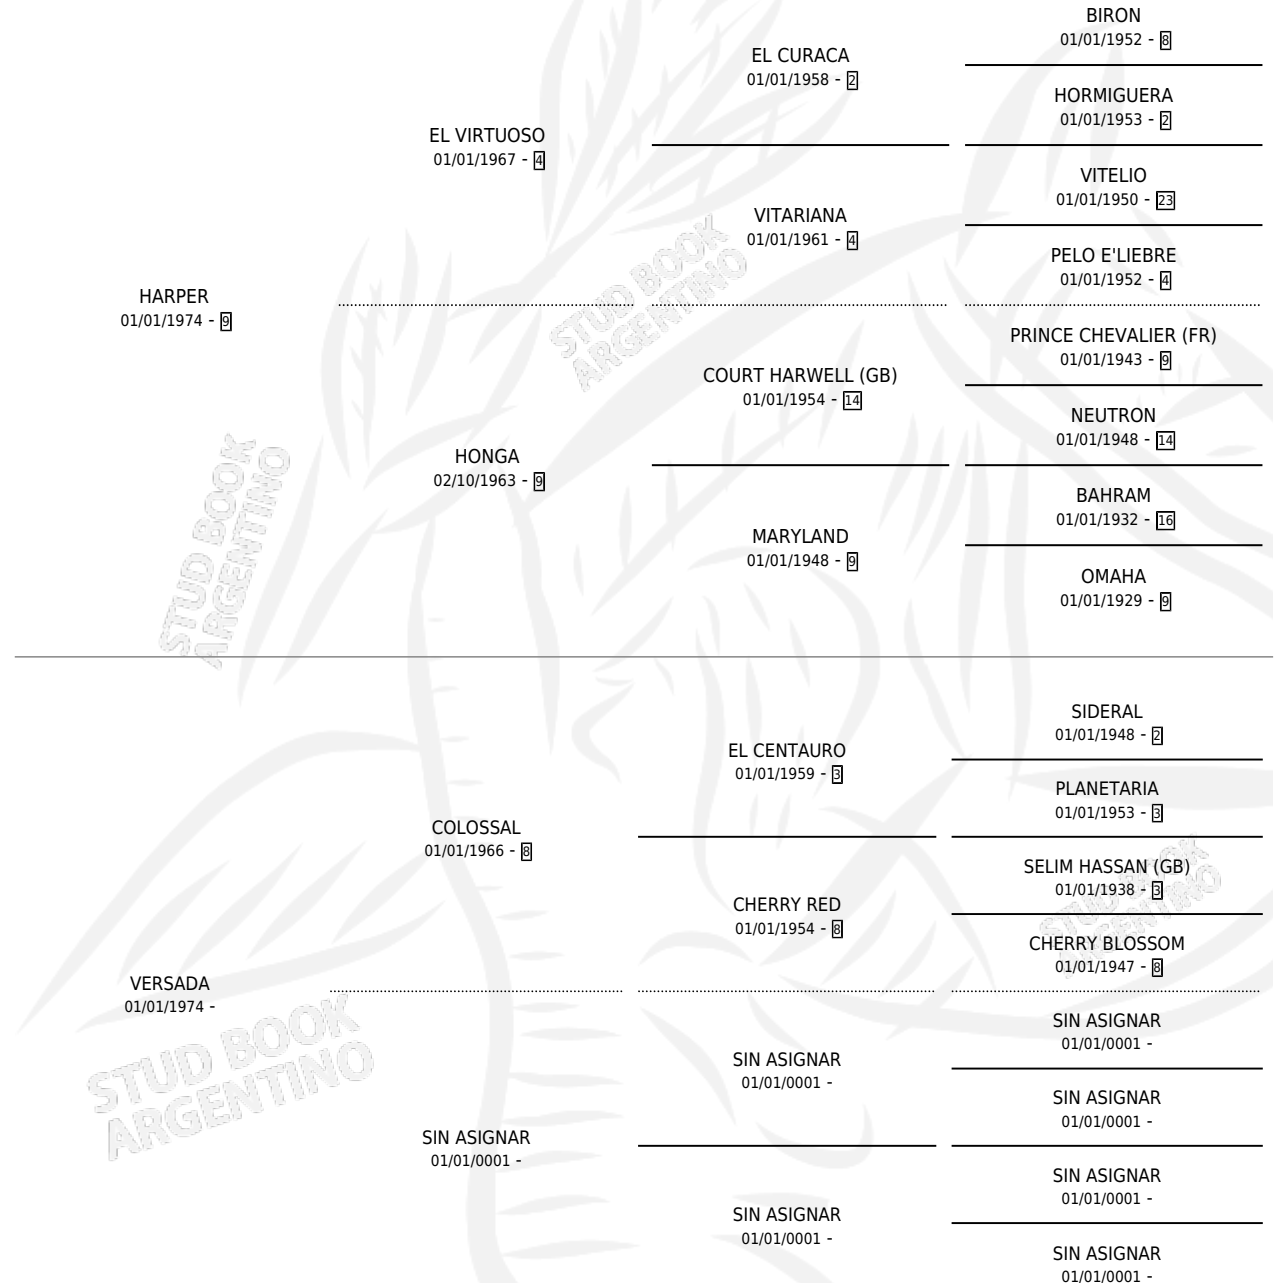 BIRON
01/01/1952 - 8
EL CURACA
01/01/1958 - 2
HORMIGUERA
01/01/1953 - 2
EL VIRTUOSO
01/01/1967 - 4
VITELIO
01/01/1950 - 23
VITARIANA
01/01/1961 - 4
PELO E'LIEBRE
01/01/1952 - 4
HARPER
01/01/1974 - 9
PRINCE CHEVALIER (FR)
01/01/1943 - 9
COURT HARWELL (GB)
01/01/1954 - 14
NEUTRON
01/01/1948 - 14
HONGA
02/10/1963 - 9
BAHRAM
01/01/1932 - 16
MARYLAND
01/01/1948 - 9
OMAHA
01/01/1929 - 9
STUD BOOK
ARGENTINO
STUD BOOK
ARGENTINO
SIDERAL
01/01/1948 - 2
EL CENTAURO
01/01/1959 - 3
PLANETARIA
01/01/1953 - 3
COLOSSAL
01/01/1966 - 8
SELIM HASSAN (GB)
01/01/1938 - 3
CHERRY RED
01/01/1954 - 8
CHERRY BLOSSOM
01/01/1947 - 8
VERSADA
01/01/1974 -
SIN ASIGNAR
01/01/0001 -
SIN ASIGNAR
01/01/0001 -
SIN ASIGNAR
01/01/0001 -
SIN ASIGNAR
01/01/0001 -
SIN ASIGNAR
01/01/0001 -
SIN ASIGNAR
01/01/0001 -
SIN ASIGNAR
01/01/0001 -
STUD BOOK
ARGENTINO
STUD BOOK
ARGENTINO